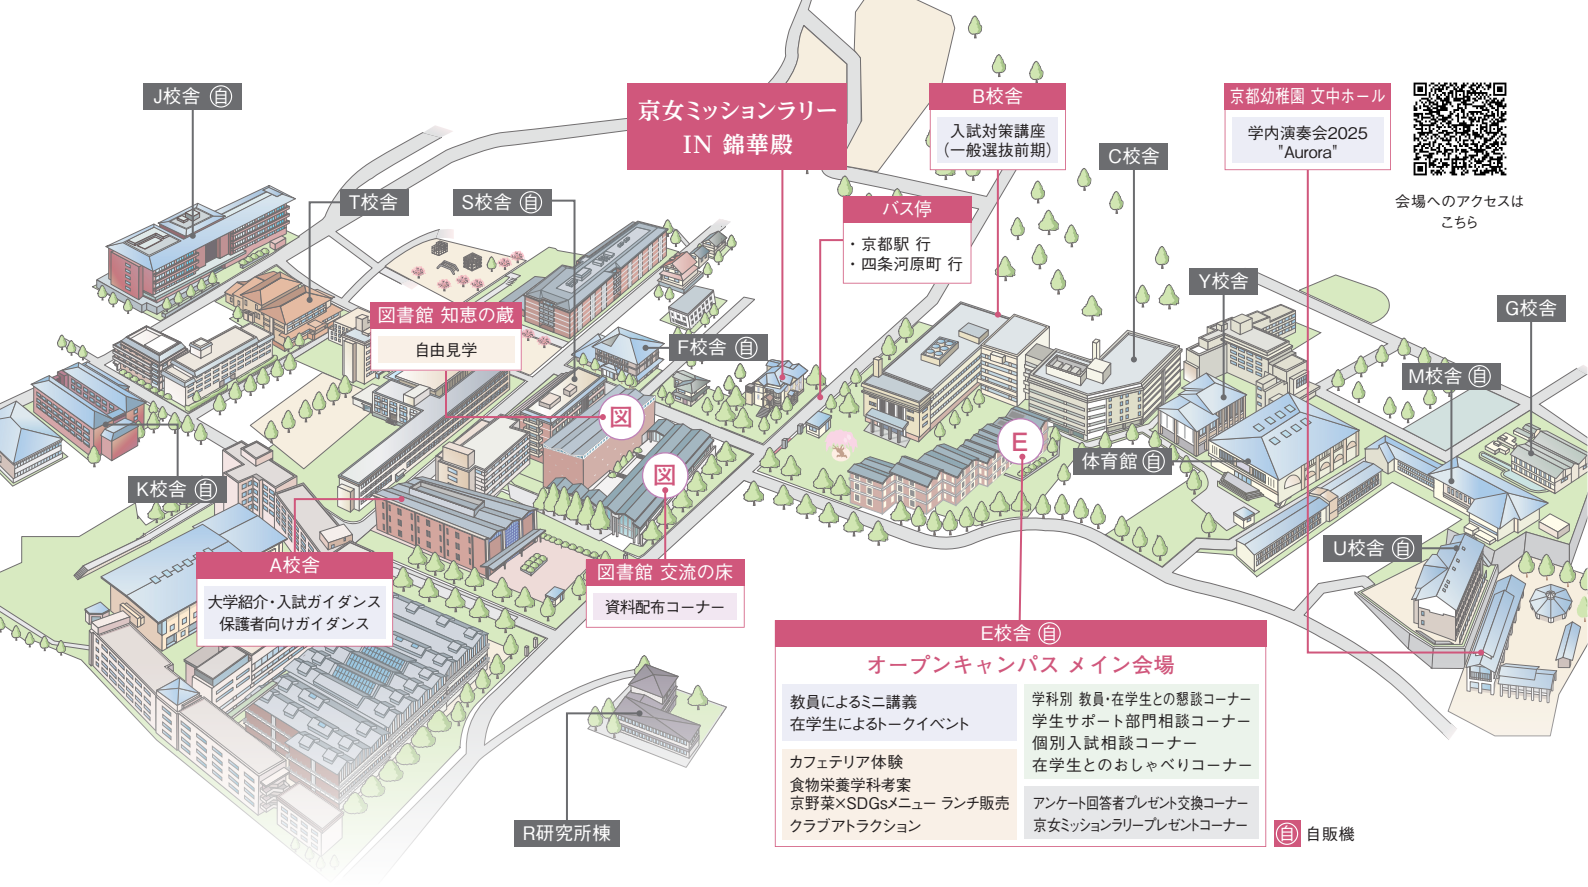 J校舎 自
T校舎
S校舎 自
京女ミッションラリー
IN 錦華殿
B校舎
入試対策講座
(一般選抜前期)
C校舎
京都幼稚園 文中ホール
学内演奏会2025
"Aurora"
会場へのアクセスは
こちら
バス停
・京都駅 行
・四条河原町 行
図書館 知恵の蔵
自由見学
F校舎 自
Y校舎
G校舎
M校舎 自
図
E
体育館 自
図
K校舎 自
U校舎 自
A校舎
大学紹介・入試ガイダンス
保護者向けガイダンス
図書館 交流の床
資料配布コーナー
E校舎 自
オープンキャンパス メイン会場
教員によるミニ講義
在学生によるトークイベント
カフェテリア体験
食物栄養学科考案
京野菜×SDGsメニュー ランチ販売
クラブアトラクション
学科別 教員・在学生との懇談コーナー
学生サポート部門相談コーナー
個別入試相談コーナー
在学生とのおしゃべりコーナー
アンケート回答者プレゼント交換コーナー
京女ミッションラリープレゼントコーナー
R研究所棟
自 自販機